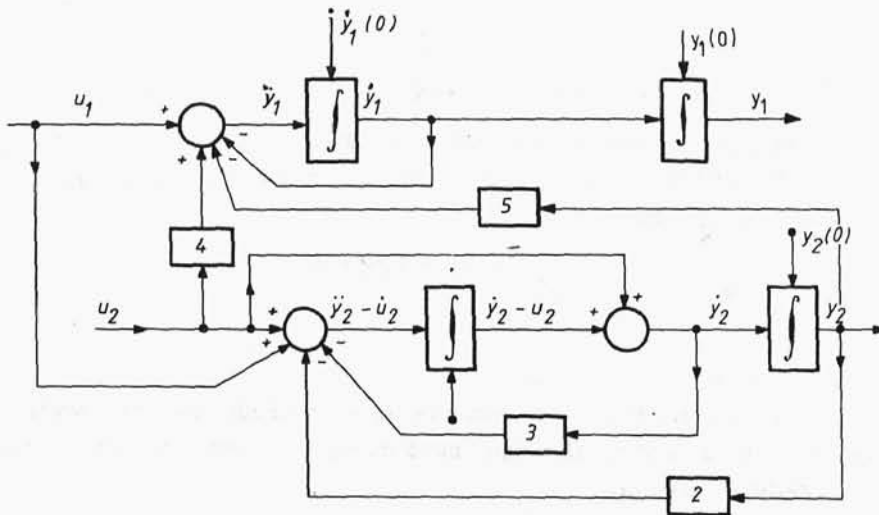 ẏ₁(0)
y₁(0)
u₁
+
ÿ₁
∫
ẏ₁
∫
y₁
-
+
-
5
4
y₂(0)
u₂
+
+
-
-
ÿ₂ - u̇₂
∫
ẏ₂ - u₂
+
+
ẏ₂
∫
y₂
3
2